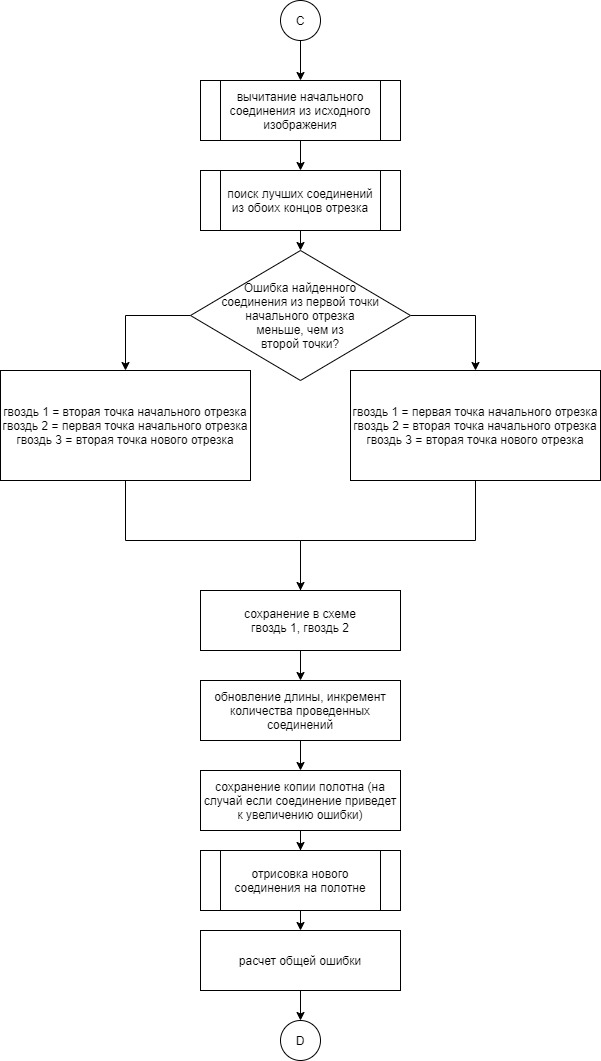 C
вычитание начального
соединения из исходного
изображения
поиск лучших соединений
из обоих концов отрезка
Ошибка найденного
соединения из первой точки
начального отрезка
меньше, чем из
второй точки?
гвоздь 1 = вторая точка начального отрезка
гвоздь 2 = первая точка начального отрезка
гвоздь 3 = вторая точка нового отрезка
гвоздь 1 = первая точка начального отрезка
гвоздь 2 = вторая точка начального отрезка
гвоздь 3 = вторая точка нового отрезка
сохранение в схеме
гвоздь 1, гвоздь 2
обновление длины, инкремент
количества проведенных
соединений
сохранение копии полотна (на
случай если соединение приведет
к увеличению ошибки)
отрисовка нового
соединения на полотне
расчет общей ошибки
D